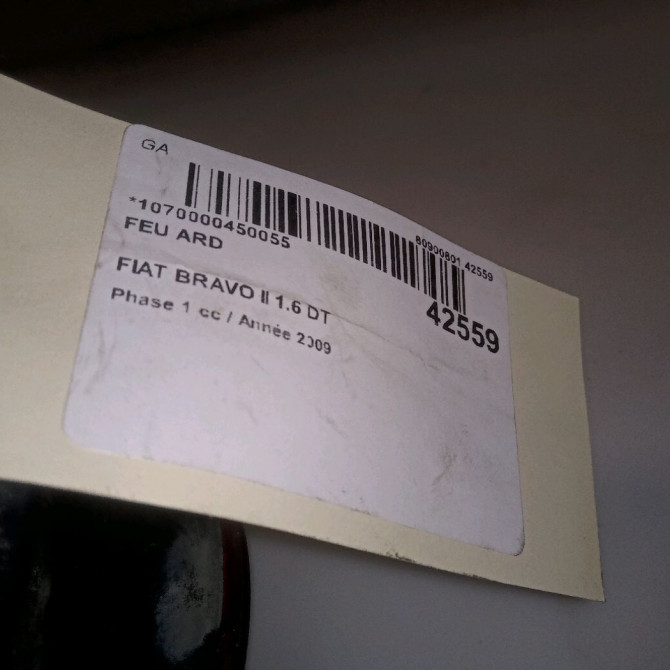 GA
*1070000450055
80900801 42559
FEU ARD
42559
FIAT BRAVO II 1.6 DT
Phase 1 cc / Année 2009